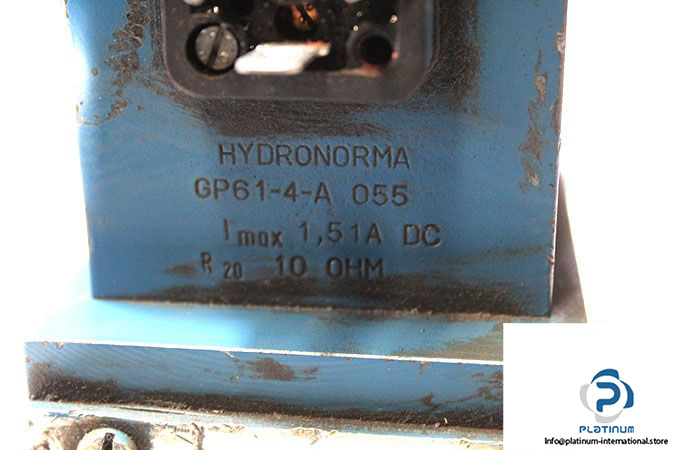 HYDRONORMA
GP61-4-A 055
Imax 1,51A DC
R20 10 OHM
PLATINUM
Info@platinum-international.store